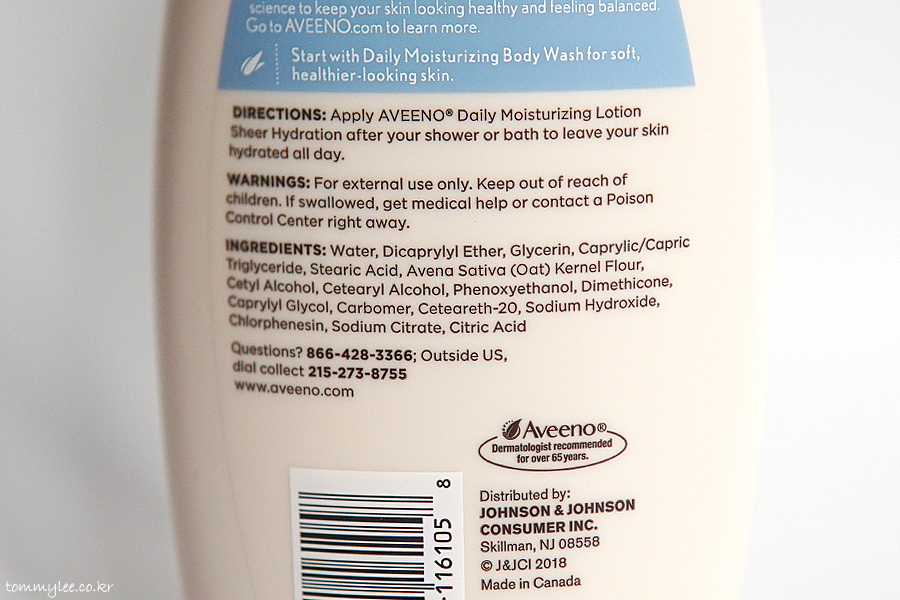 science to keep your skin looking healthy and feeling balanced.
Go to AVEENO.com to learn more.
Start with Daily Moisturizing Body Wash for soft,
healthier-looking skin.
DIRECTIONS: Apply AVEENO® Daily Moisturizing Lotion
Sheer Hydration after your shower or bath to leave your skin
hydrated all day.
WARNINGS: For external use only. Keep out of reach of
children. If swallowed, get medical help or contact a Poison
Control Center right away.
INGREDIENTS: Water, Dicaprylyl Ether, Glycerin, Caprylic/Capric
Triglyceride, Stearic Acid, Avena Sativa (Oat) Kernel Flour,
Cetyl Alcohol, Cetearyl Alcohol, Phenoxyethanol, Dimethicone,
Caprylyl Glycol, Carbomer, Ceteareth-20, Sodium Hydroxide,
Chlorphenesin, Sodium Citrate, Citric Acid
Questions? 866-428-3366; Outside US,
dial collect 215-273-8755
www.aveeno.com
Aveeno®
Dermatologist recommended
for over 65 years.
Distributed by:
JOHNSON & JOHNSON
CONSUMER INC.
Skillman, NJ 08558
© J&JCI 2018
Made in Canada
8
-116105
tommylee.co.kr